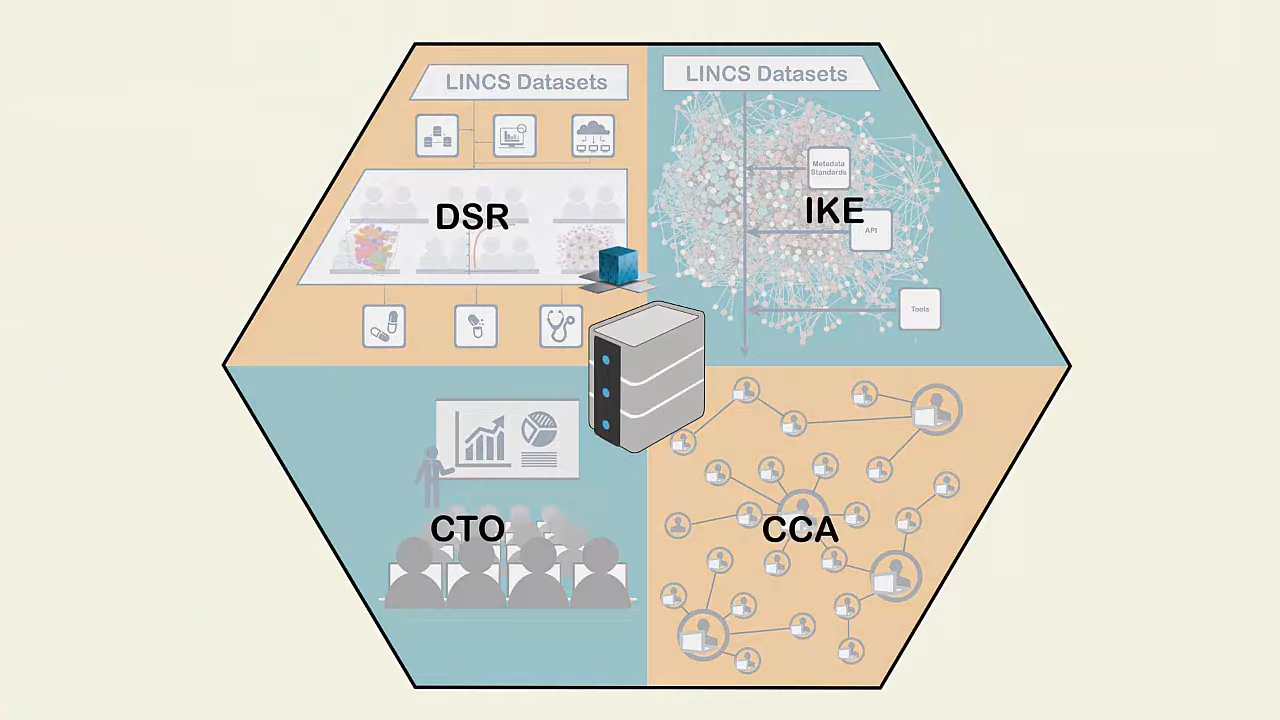 LINCS Datasets
DSR
LINCS Datasets
Metadata
Standards
IKE
API
Tools
CTO
CCA